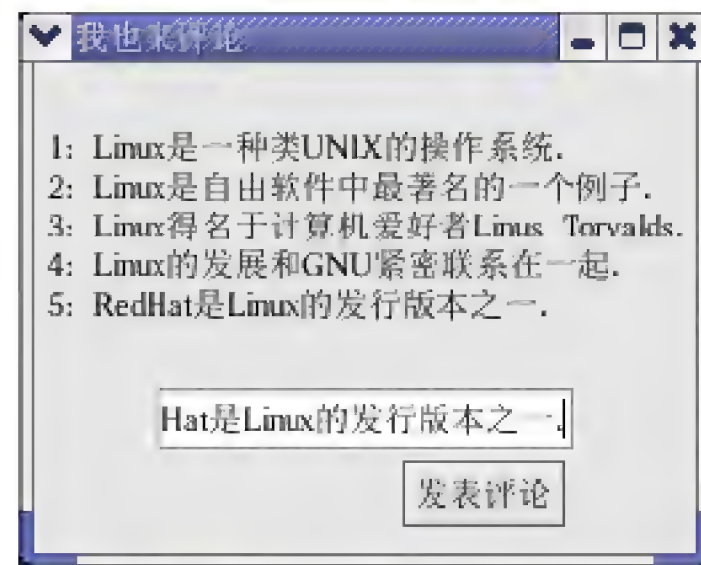 我也来评论
1: Linux是一种类UNIX的操作系统.
2: Linux是自由软件中最著名的一个例子.
3: Linux得名于计算机爱好者Linus Torvalds.
4: Linux的发展和GNU紧密联系在一起.
5: RedHat是Linux的发行版本之一.
Hat是Linux的发行版本之一.
发表评论